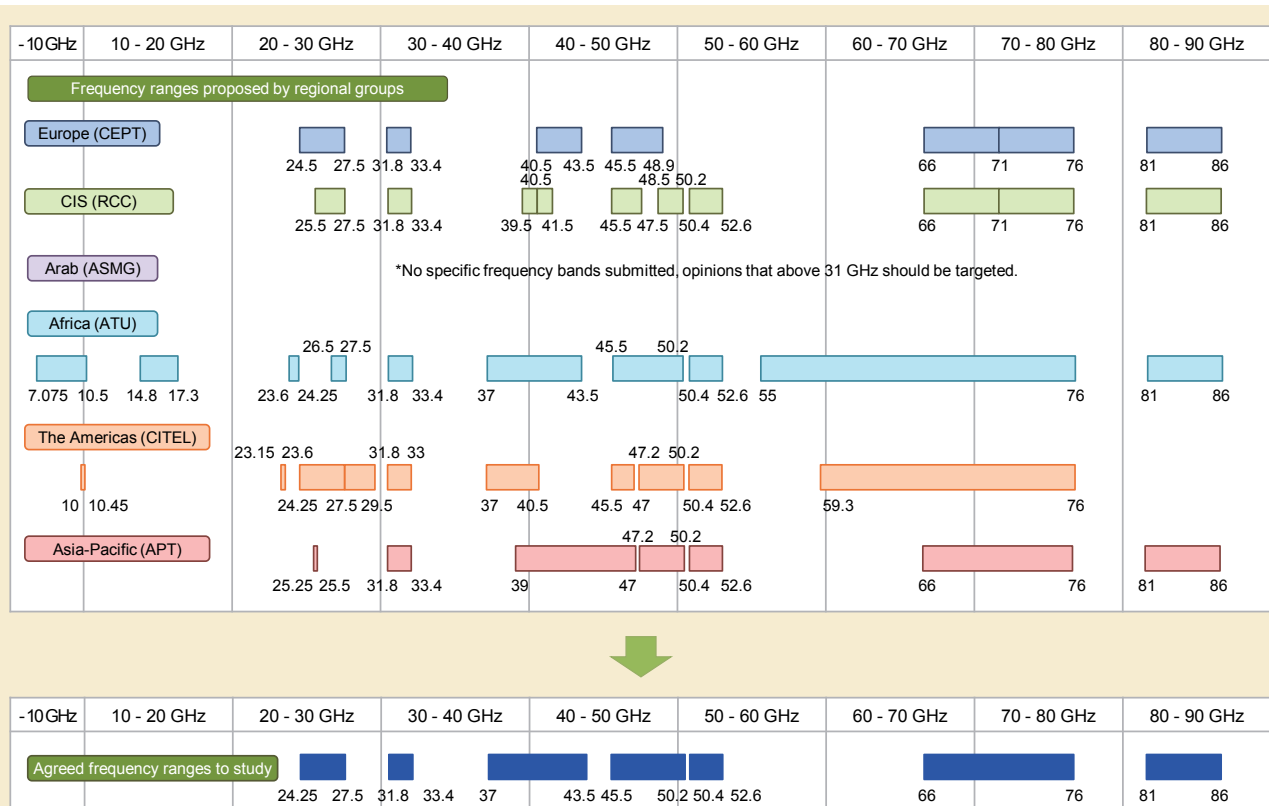 -10GHz 10 - 20 GHz 20 - 30 GHz 30 - 40 GHz 40 - 50 GHz 50 - 60 GHz 60 - 70 GHz 70 - 80 GHz 80 - 90 GHz
Frequency ranges proposed by regional groups
Europe (CEPT)
24.5 27.5 31.8 33.4 40.5 43.5 45.5 48.9 66 71 76 81 86
40.5 48.5 50.2
CIS (RCC)
25.5 27.5 31.8 33.4 39.5 41.5 45.5 47.5 50.4 52.6 66 71 76 81 86
Arab (ASMG)
*No specific frequency bands submitted, opinions that above 31 GHz should be targeted.
Africa (ATU)
26.5 27.5 45.5 50.2
7.075 10.5 14.8 17.3 23.6 24.25 31.8 33.4 37 43.5 50.4 52.6 55 76 81 86
The Americas (CITEL)
23.15 23.6 31.8 33 47.2 50.2
10 10.45 24.25 27.5 29.5 37 40.5 45.5 47 50.4 52.6 59.3 76
Asia-Pacific (APT)
47.2 50.2
25.25 25.5 31.8 33.4 39 47 50.4 52.6 66 76 81 86
-10GHz 10 - 20 GHz 20 - 30 GHz 30 - 40 GHz 40 - 50 GHz 50 - 60 GHz 60 - 70 GHz 70 - 80 GHz 80 - 90 GHz
Agreed frequency ranges to study
24.25 27.5 31.8 33.4 37 43.5 45.5 50.2 50.4 52.6 66 76 81 86